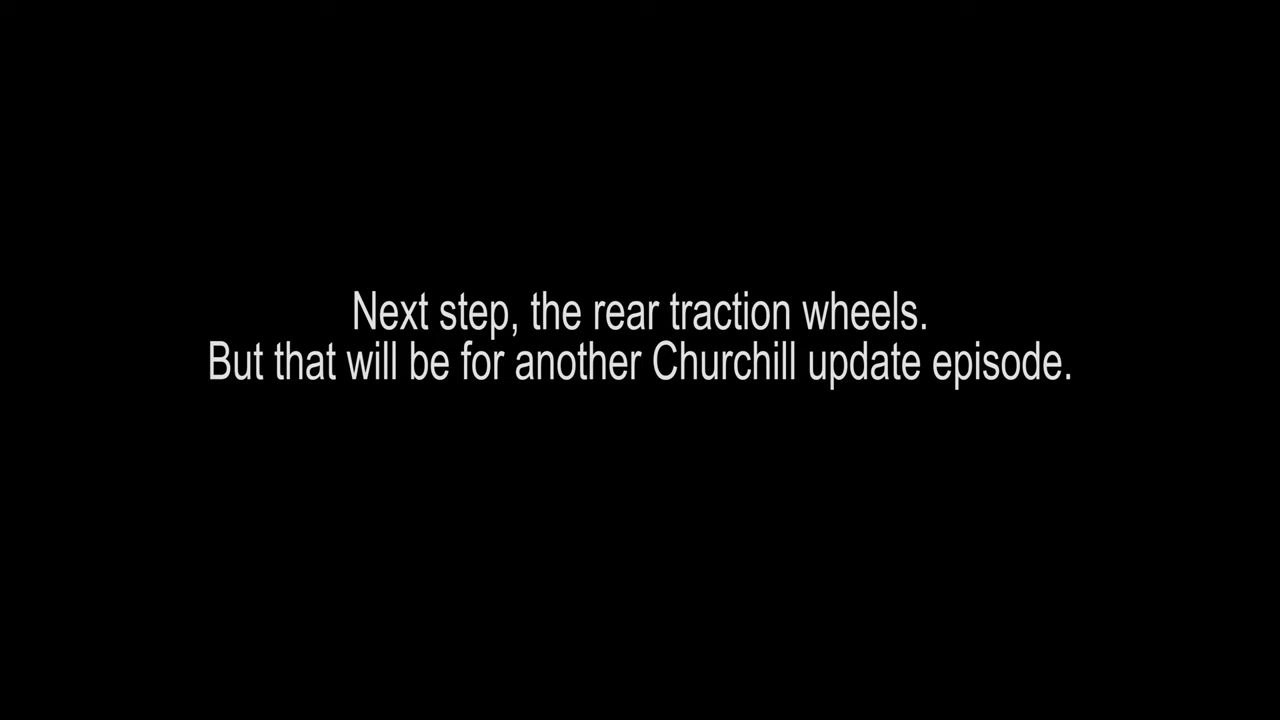 Next step, the rear traction wheels.
But that will be for another Churchill update episode.